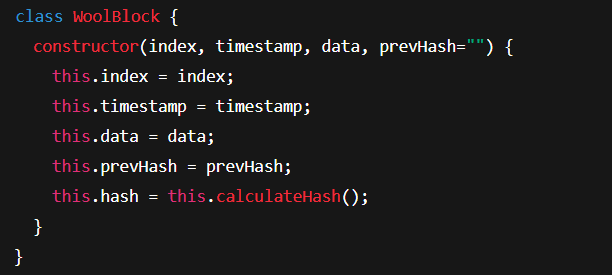 class WoolBlock {
  constructor(index, timestamp, data, prevHash="") {
    this.index = index;
    this.timestamp = timestamp;
    this.data = data;
    this.prevHash = prevHash;
    this.hash = this.calculateHash();
  }
}